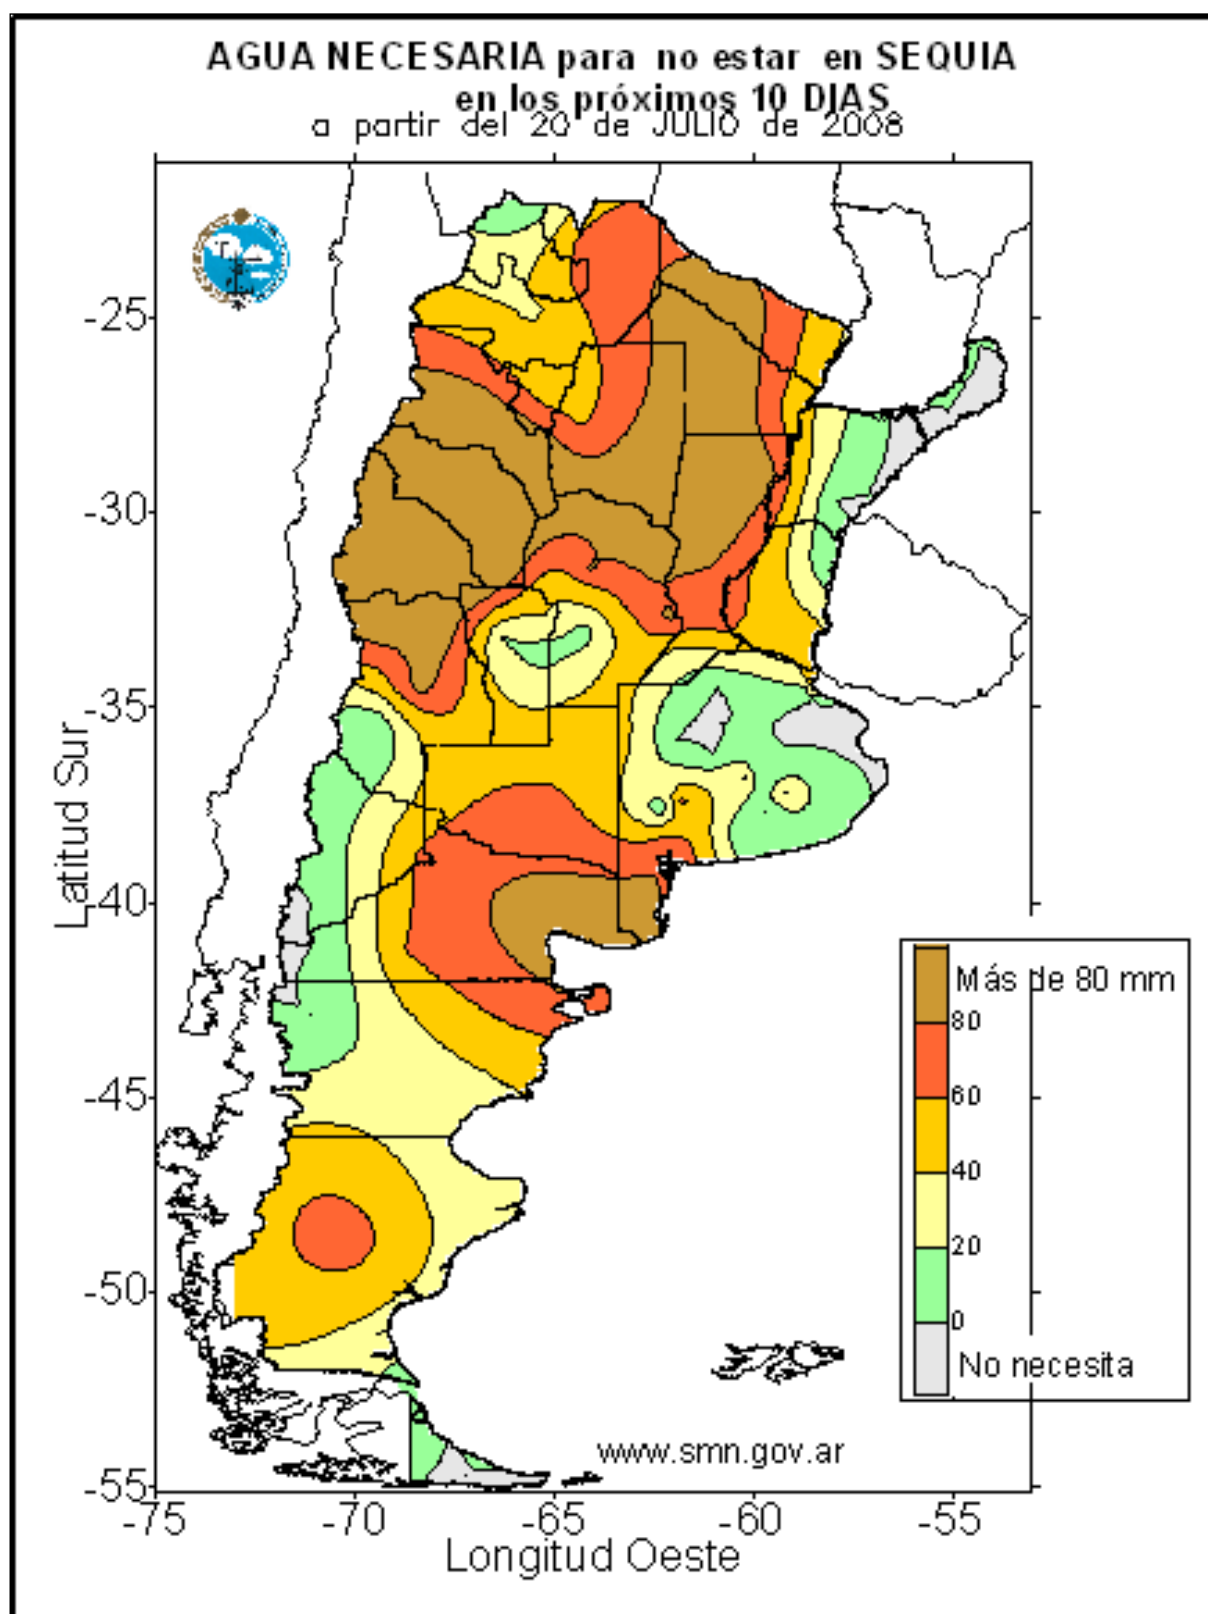 AGUA NECESARIA para no estar en SEQUIA
en los próximos 10 DIAS
a partir del 20 de JULIO de 2008
-25
-30
-35
-40
-45
-50
-55
Latitud Sur
Más de 80 mm
80
60
40
20
0
No necesita
www.smn.gov.ar
-75
-70
-65
-60
-55
Longitud Oeste